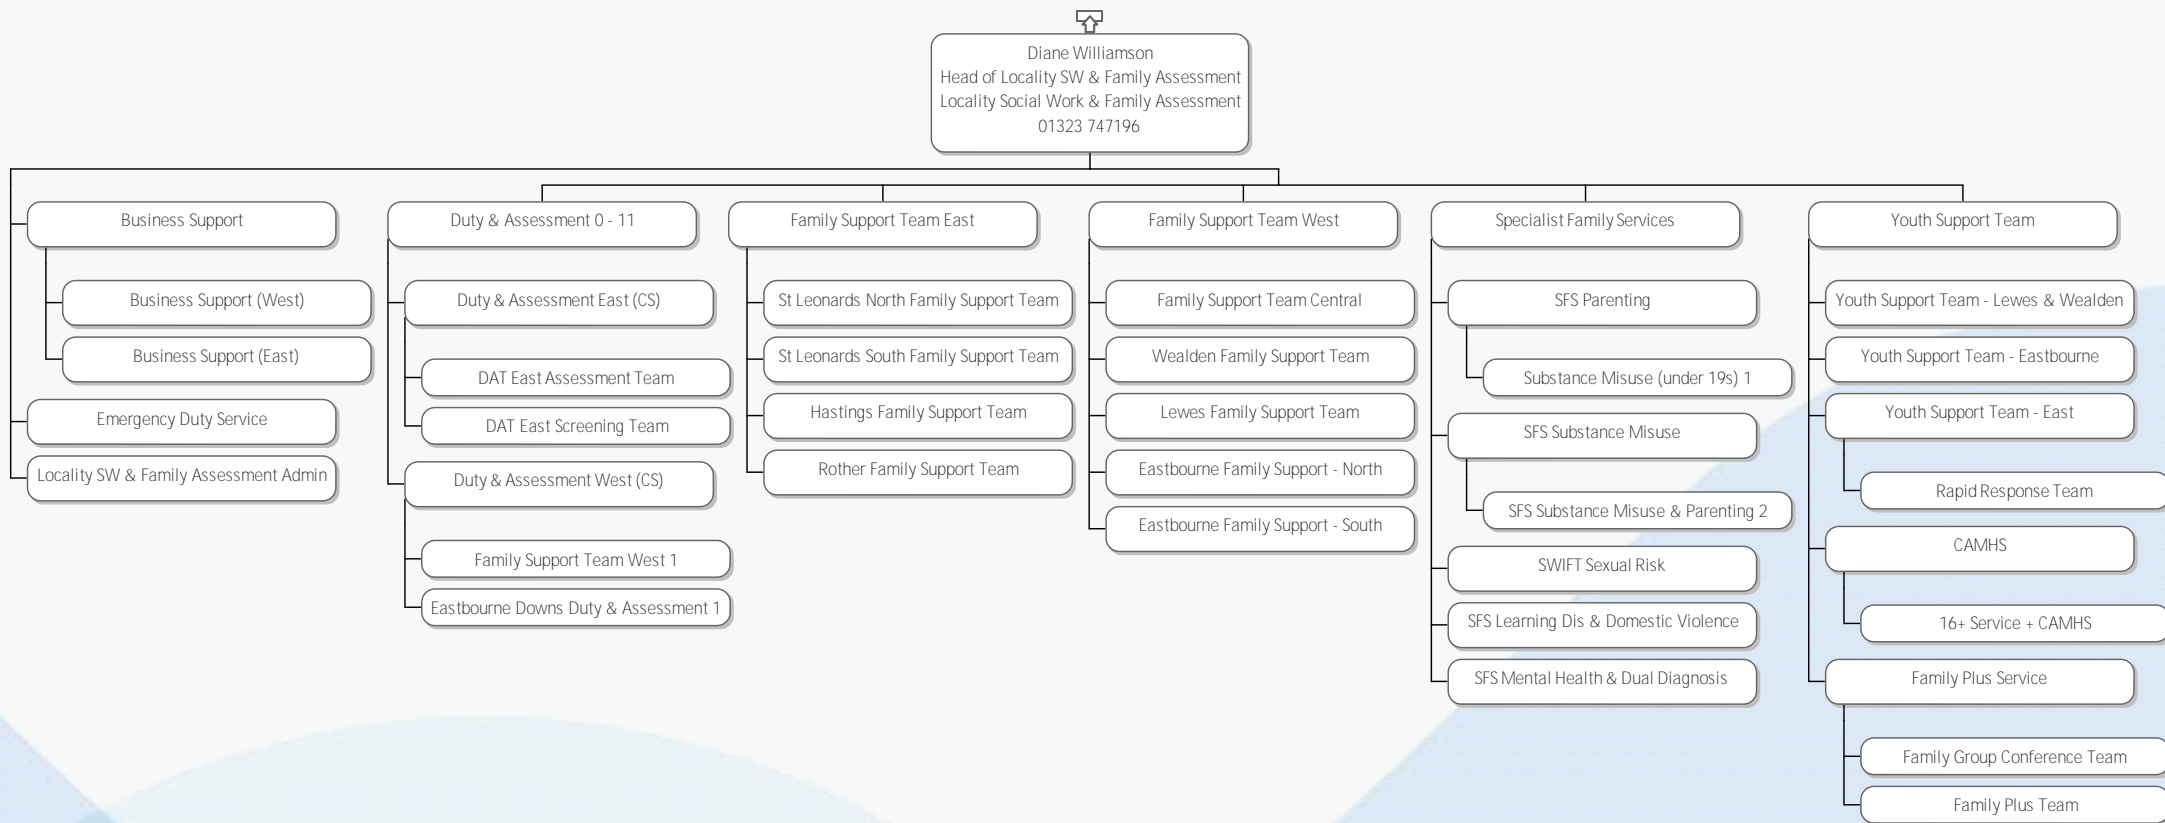 Diane Williamson
Head of Locality SW & Family Assessment
Locality Social Work & Family Assessment
01323 747196
Business Support
Business Support (West)
Business Support (East)
Emergency Duty Service
Locality SW & Family Assessment Admin
Duty & Assessment 0 - 11
Duty & Assessment East (CS)
DAT East Assessment Team
DAT East Screening Team
Duty & Assessment West (CS)
Family Support Team West 1
Eastbourne Downs Duty & Assessment 1
Family Support Team East
St Leonards North Family Support Team
St Leonards South Family Support Team
Hastings Family Support Team
Rother Family Support Team
Family Support Team West
Family Support Team Central
Wealden Family Support Team
Lewes Family Support Team
Eastbourne Family Support - North
Eastbourne Family Support - South
Specialist Family Services
SFS Parenting
Substance Misuse (under 19s) 1
SFS Substance Misuse
SFS Substance Misuse & Parenting 2
SWIFT Sexual Risk
SFS Learning Dis & Domestic Violence
SFS Mental Health & Dual Diagnosis
Youth Support Team
Youth Support Team - Lewes & Wealden
Youth Support Team - Eastbourne
Youth Support Team - East
Rapid Response Team
CAMHS
16+ Service + CAMHS
Family Plus Service
Family Group Conference Team
Family Plus Team